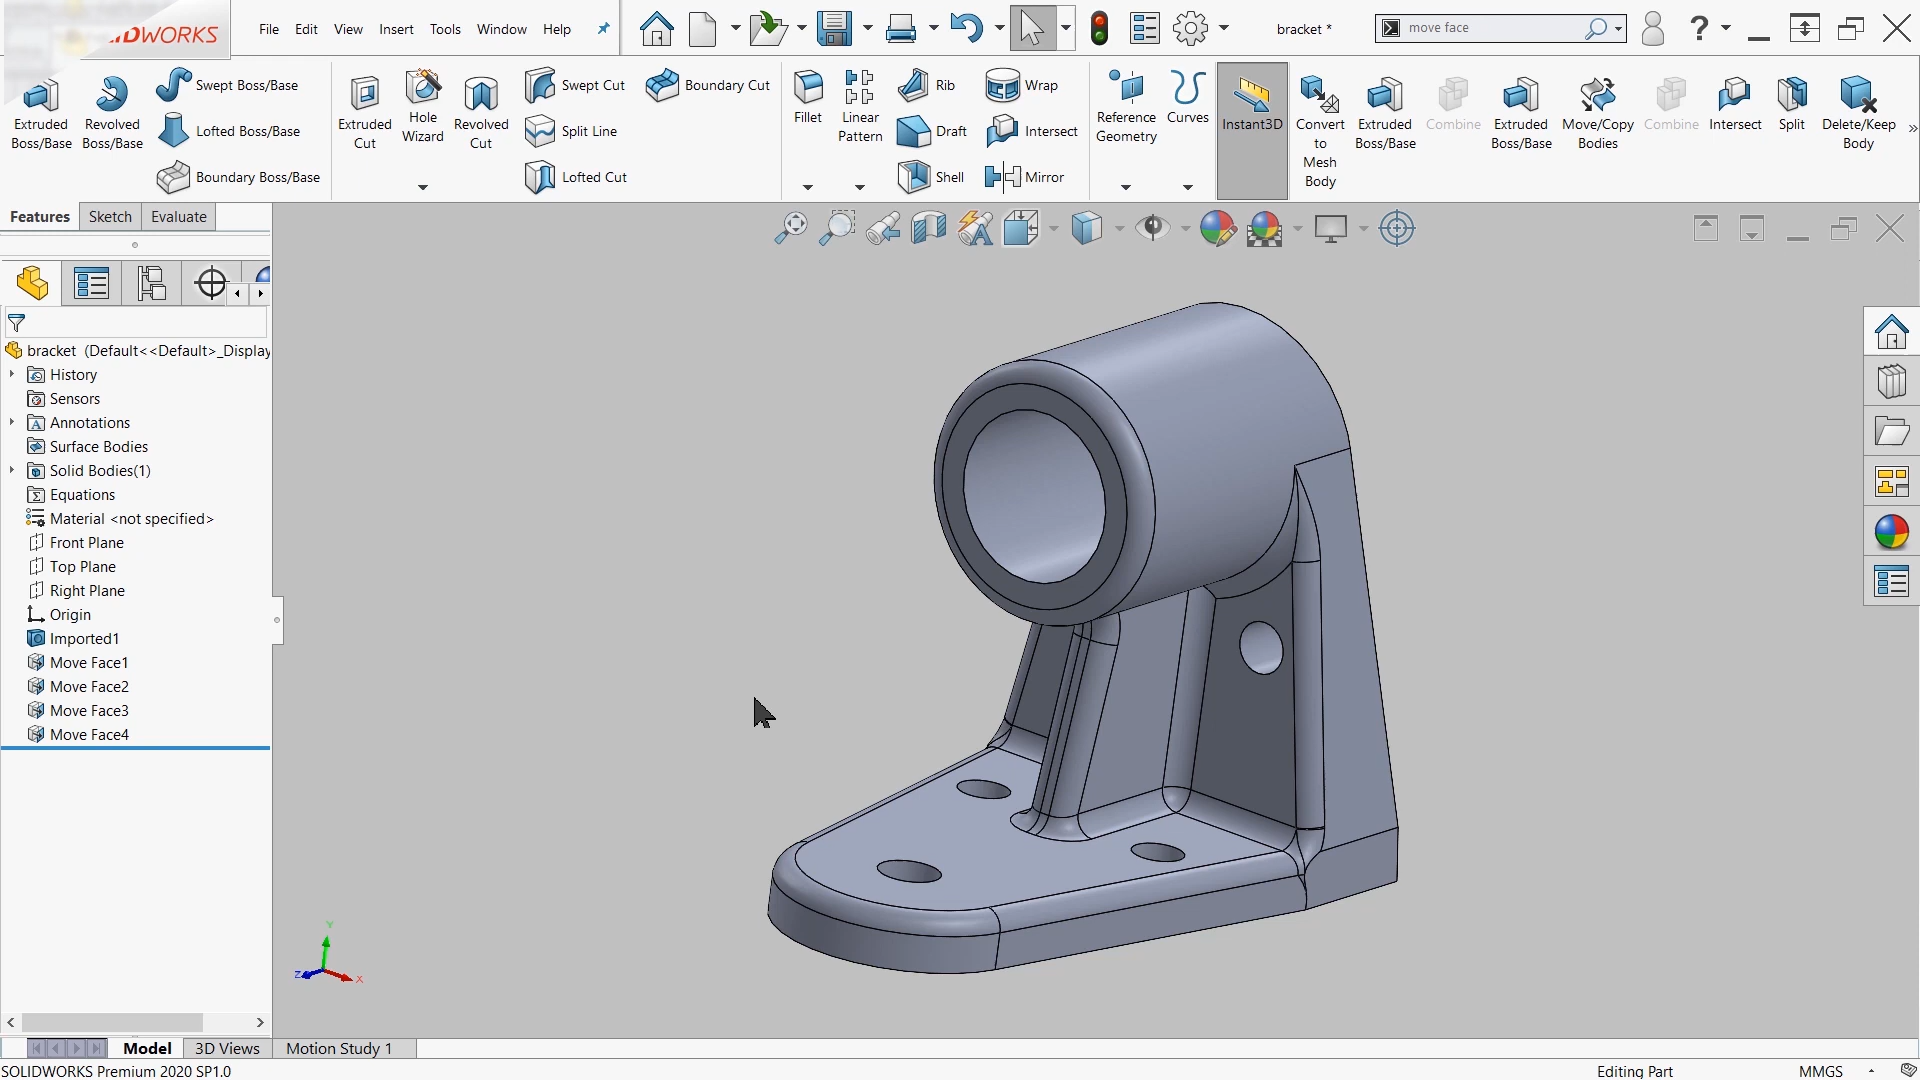 IDWORKS
File Edit View Insert Tools Window Help
bracket *
move face
?
Extruded Boss/Base
Revolved Boss/Base
Swept Boss/Base
Lofted Boss/Base
Boundary Boss/Base
Extruded Cut
Hole Wizard
Revolved Cut
Swept Cut
Split Line
Lofted Cut
Boundary Cut
Fillet
Linear Pattern
Rib
Draft
Shell
Wrap
Intersect
Mirror
Reference Geometry
Curves
Instant3D
Convert to Mesh Body
Extruded Boss/Base
Combine
Extruded Boss/Base
Move/Copy Bodies
Combine
Intersect
Split
Delete/Keep Body
Features Sketch Evaluate
bracket (Default<<Default>_Display
History
Sensors
Annotations
Surface Bodies
Solid Bodies(1)
Equations
Material <not specified>
Front Plane
Top Plane
Right Plane
Origin
Imported1
Move Face1
Move Face2
Move Face3
Move Face4
Y
Z
X
Model 3D Views Motion Study 1
SOLIDWORKS Premium 2020 SP1.0
Editing Part
MMGS